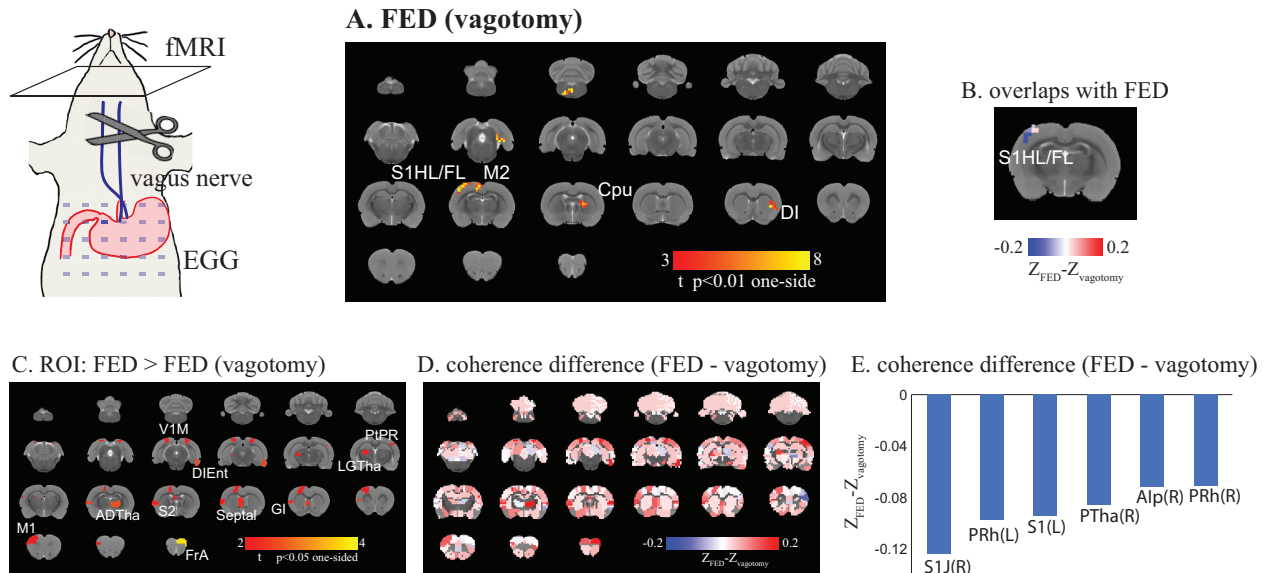 fMRI
vagus nerve
EGG
A. FED (vagotomy)
S1HL/FL M2
Cpu
DI
3 8
t p<0.01 one-side
B. overlaps with FED
S1HL/FL
-0.2 0.2
Z_FED-Z_vagotomy
C. ROI: FED > FED (vagotomy)
V1M
PtPR
DIEnt
LGTha
ADTha
S2
Septal
GI
M1
FrA
2 4
t p<0.05 one-sided
D. coherence difference (FED - vagotomy)
-0.2 0.2
Z_FED-Z_vagotomy
E. coherence difference (FED - vagotomy)
0
-0.04
-0.08
-0.12
Z_FED-Z_vagotomy
S1J(R)
PRh(L)
S1(L)
PTha(R)
AIp(R)
PRh(R)